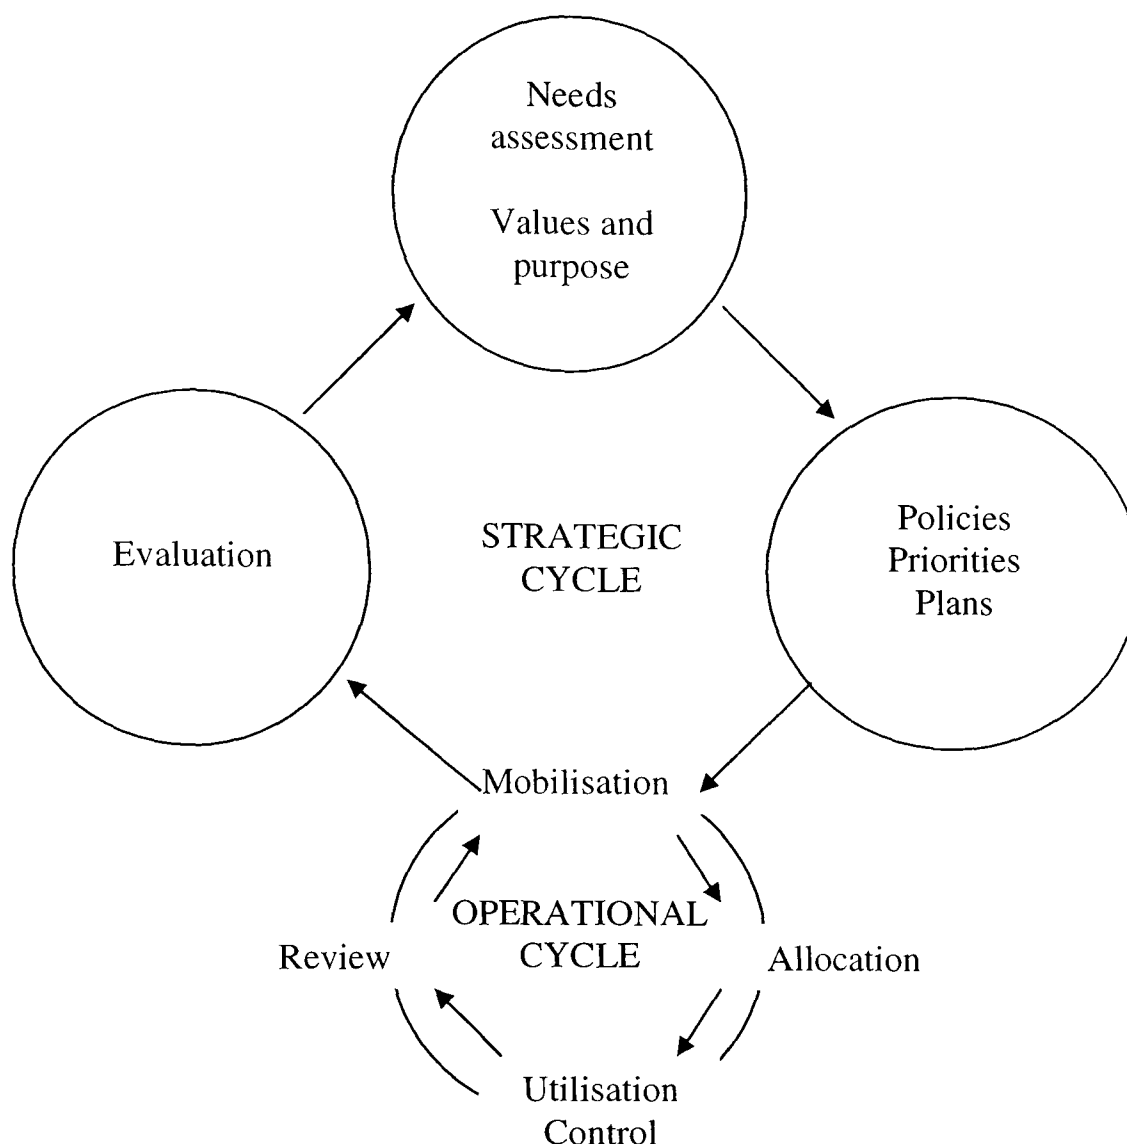 Needs
assessment
Values and
purpose
Evaluation
STRATEGIC
CYCLE
Policies
Priorities
Plans
Mobilisation
OPERATIONAL
CYCLE
Review
Allocation
Utilisation
Control